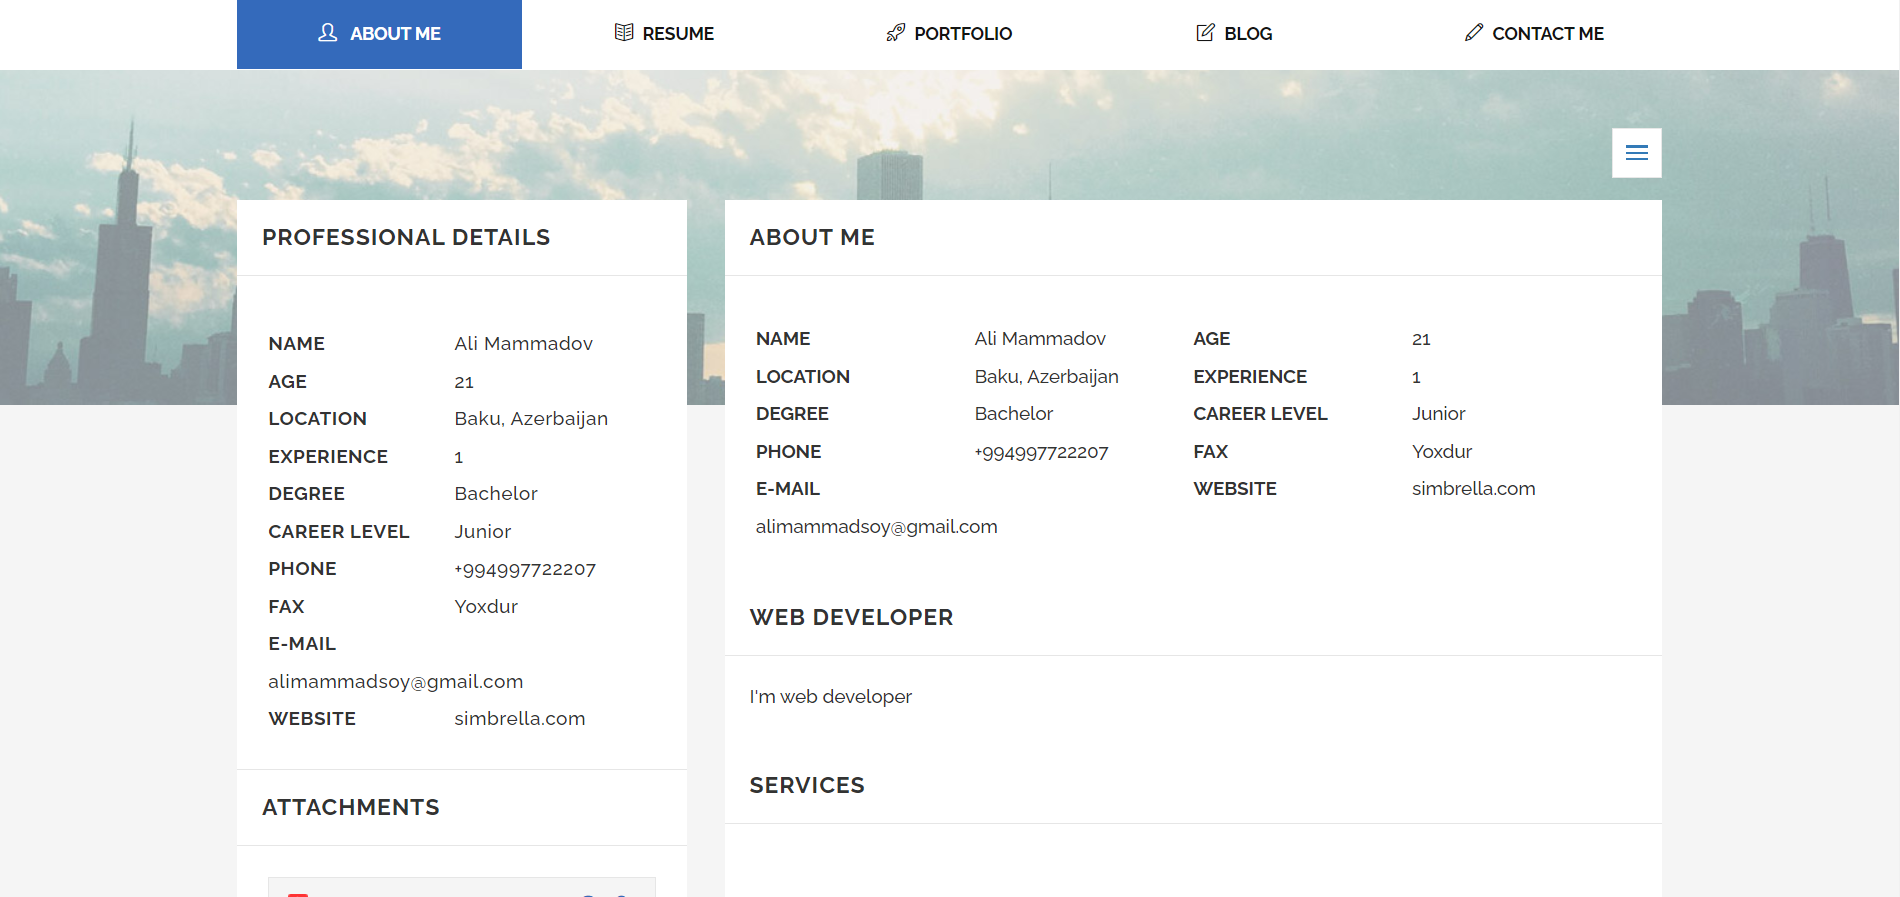 ABOUT ME
RESUME
PORTFOLIO
BLOG
CONTACT ME
PROFESSIONAL DETAILS
NAME Ali Mammadov
AGE 21
LOCATION Baku, Azerbaijan
EXPERIENCE 1
DEGREE Bachelor
CAREER LEVEL Junior
PHONE +994997722207
FAX Yoxdur
E-MAIL
alimammadsoy@gmail.com
WEBSITE simbrella.com
ATTACHMENTS
ABOUT ME
NAME Ali Mammadov AGE 21
LOCATION Baku, Azerbaijan EXPERIENCE 1
DEGREE Bachelor CAREER LEVEL Junior
PHONE +994997722207 FAX Yoxdur
E-MAIL WEBSITE simbrella.com
alimammadsoy@gmail.com
WEB DEVELOPER
I'm web developer
SERVICES